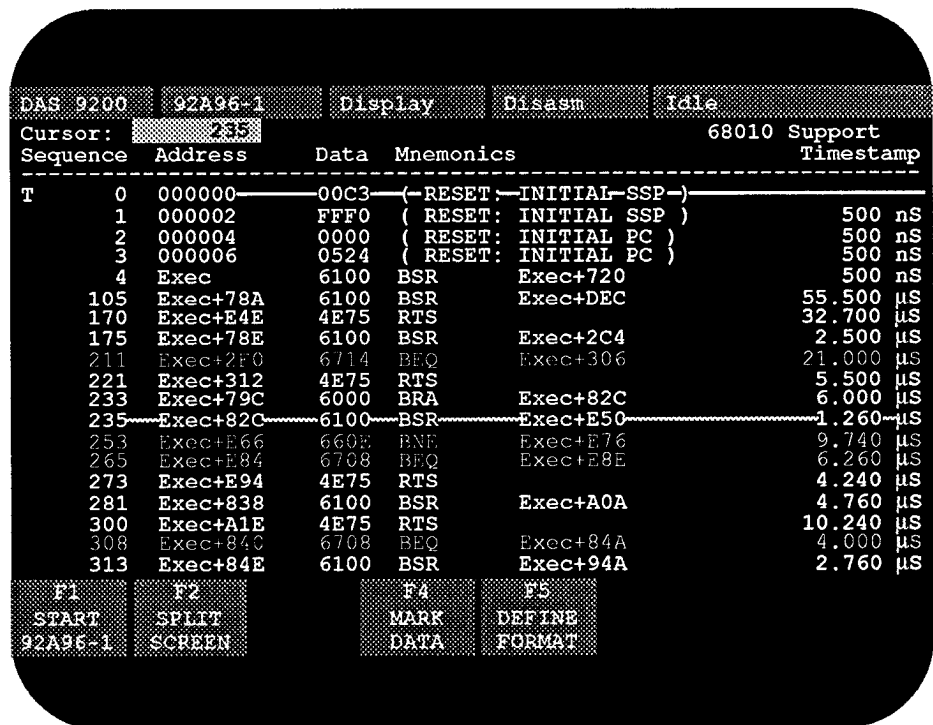 DAS 9200 92A96-1 Display Disasm Idle
Cursor: 235 68010 Support
Sequence Address Data Mnemonics Timestamp
T 0 000000 00C3 ( RESET: INITIAL SSP )
1 000002 FFF0 ( RESET: INITIAL SSP ) 500 nS
2 000004 0000 ( RESET: INITIAL PC ) 500 nS
3 000006 0524 ( RESET: INITIAL PC ) 500 nS
4 Exec 6100 BSR Exec+720 500 nS
105 Exec+78A 6100 BSR Exec+DEC 55.500 µS
170 Exec+E4E 4E75 RTS 32.700 µS
175 Exec+78E 6100 BSR Exec+2C4 2.500 µS
211 Exec+2F0 6714 BEQ Exec+306 21.000 µS
221 Exec+312 4E75 RTS 5.500 µS
233 Exec+79C 6000 BRA Exec+82C 6.000 µS
235 Exec+82C 6100 BSR Exec+E50 1.260 µS
253 Exec+E66 660E BNE Exec+E76 9.740 µS
265 Exec+E84 6708 BEQ Exec+E8E 6.260 µS
273 Exec+E94 4E75 RTS 4.240 µS
281 Exec+838 6100 BSR Exec+A0A 4.760 µS
300 Exec+A1E 4E75 RTS 10.240 µS
308 Exec+840 6708 BEQ Exec+84A 4.000 µS
313 Exec+84E 6100 BSR Exec+94A 2.760 µS
F1 F2 F4 F5
START SPLIT MARK DEFINE
92A96-1 SCREEN DATA FORMAT